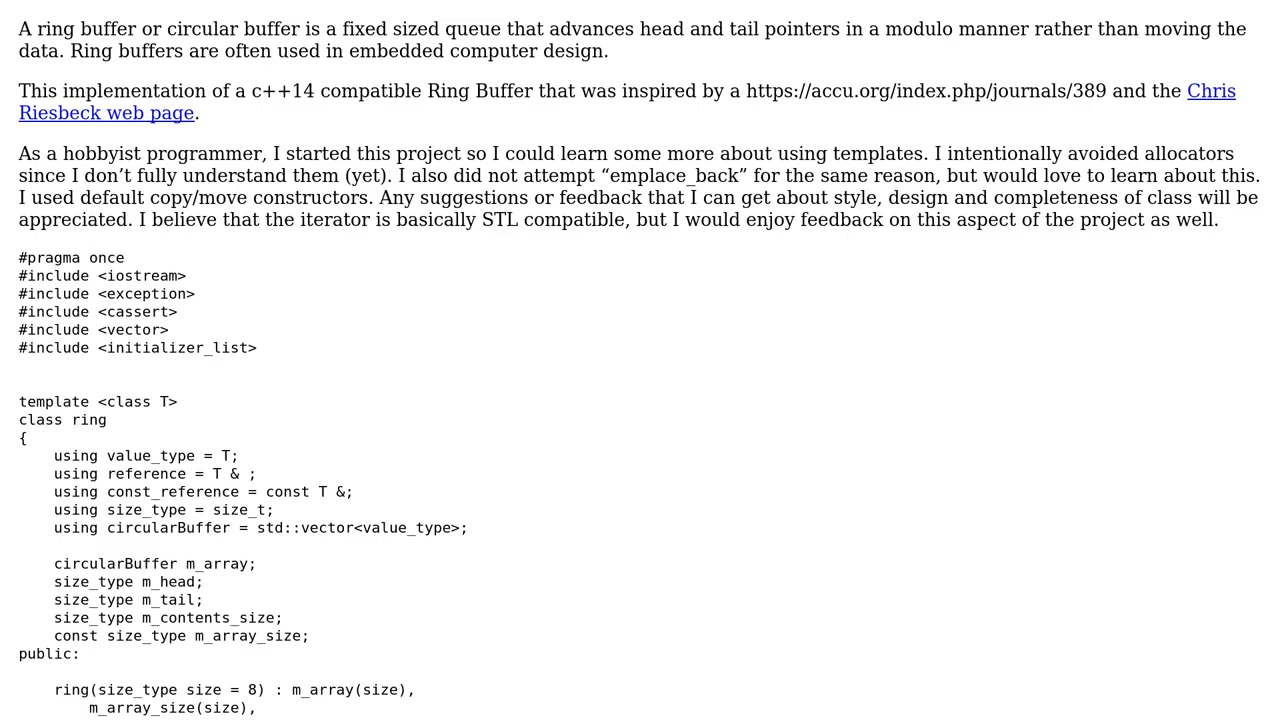 A ring buffer or circular buffer is a fixed sized queue that advances head and tail pointers in a modulo manner rather than moving the
data. Ring buffers are often used in embedded computer design.
This implementation of a c++14 compatible Ring Buffer that was inspired by a https://accu.org/index.php/journals/389 and the Chris
Riesbeck web page.
As a hobbyist programmer, I started this project so I could learn some more about using templates. I intentionally avoided allocators
since I don’t fully understand them (yet). I also did not attempt “emplace_back” for the same reason, but would love to learn about this.
I used default copy/move constructors. Any suggestions or feedback that I can get about style, design and completeness of class will be
appreciated. I believe that the iterator is basically STL compatible, but I would enjoy feedback on this aspect of the project as well.
#pragma once
#include <iostream>
#include <exception>
#include <cassert>
#include <vector>
#include <initializer_list>
template <class T>
class ring
{
    using value_type = T;
    using reference = T & ;
    using const_reference = const T &;
    using size_type = size_t;
    using circularBuffer = std::vector<value_type>;
    circularBuffer m_array;
    size_type m_head;
    size_type m_tail;
    size_type m_contents_size;
    const size_type m_array_size;
public:
    ring(size_type size = 8) : m_array(size),
        m_array_size(size),